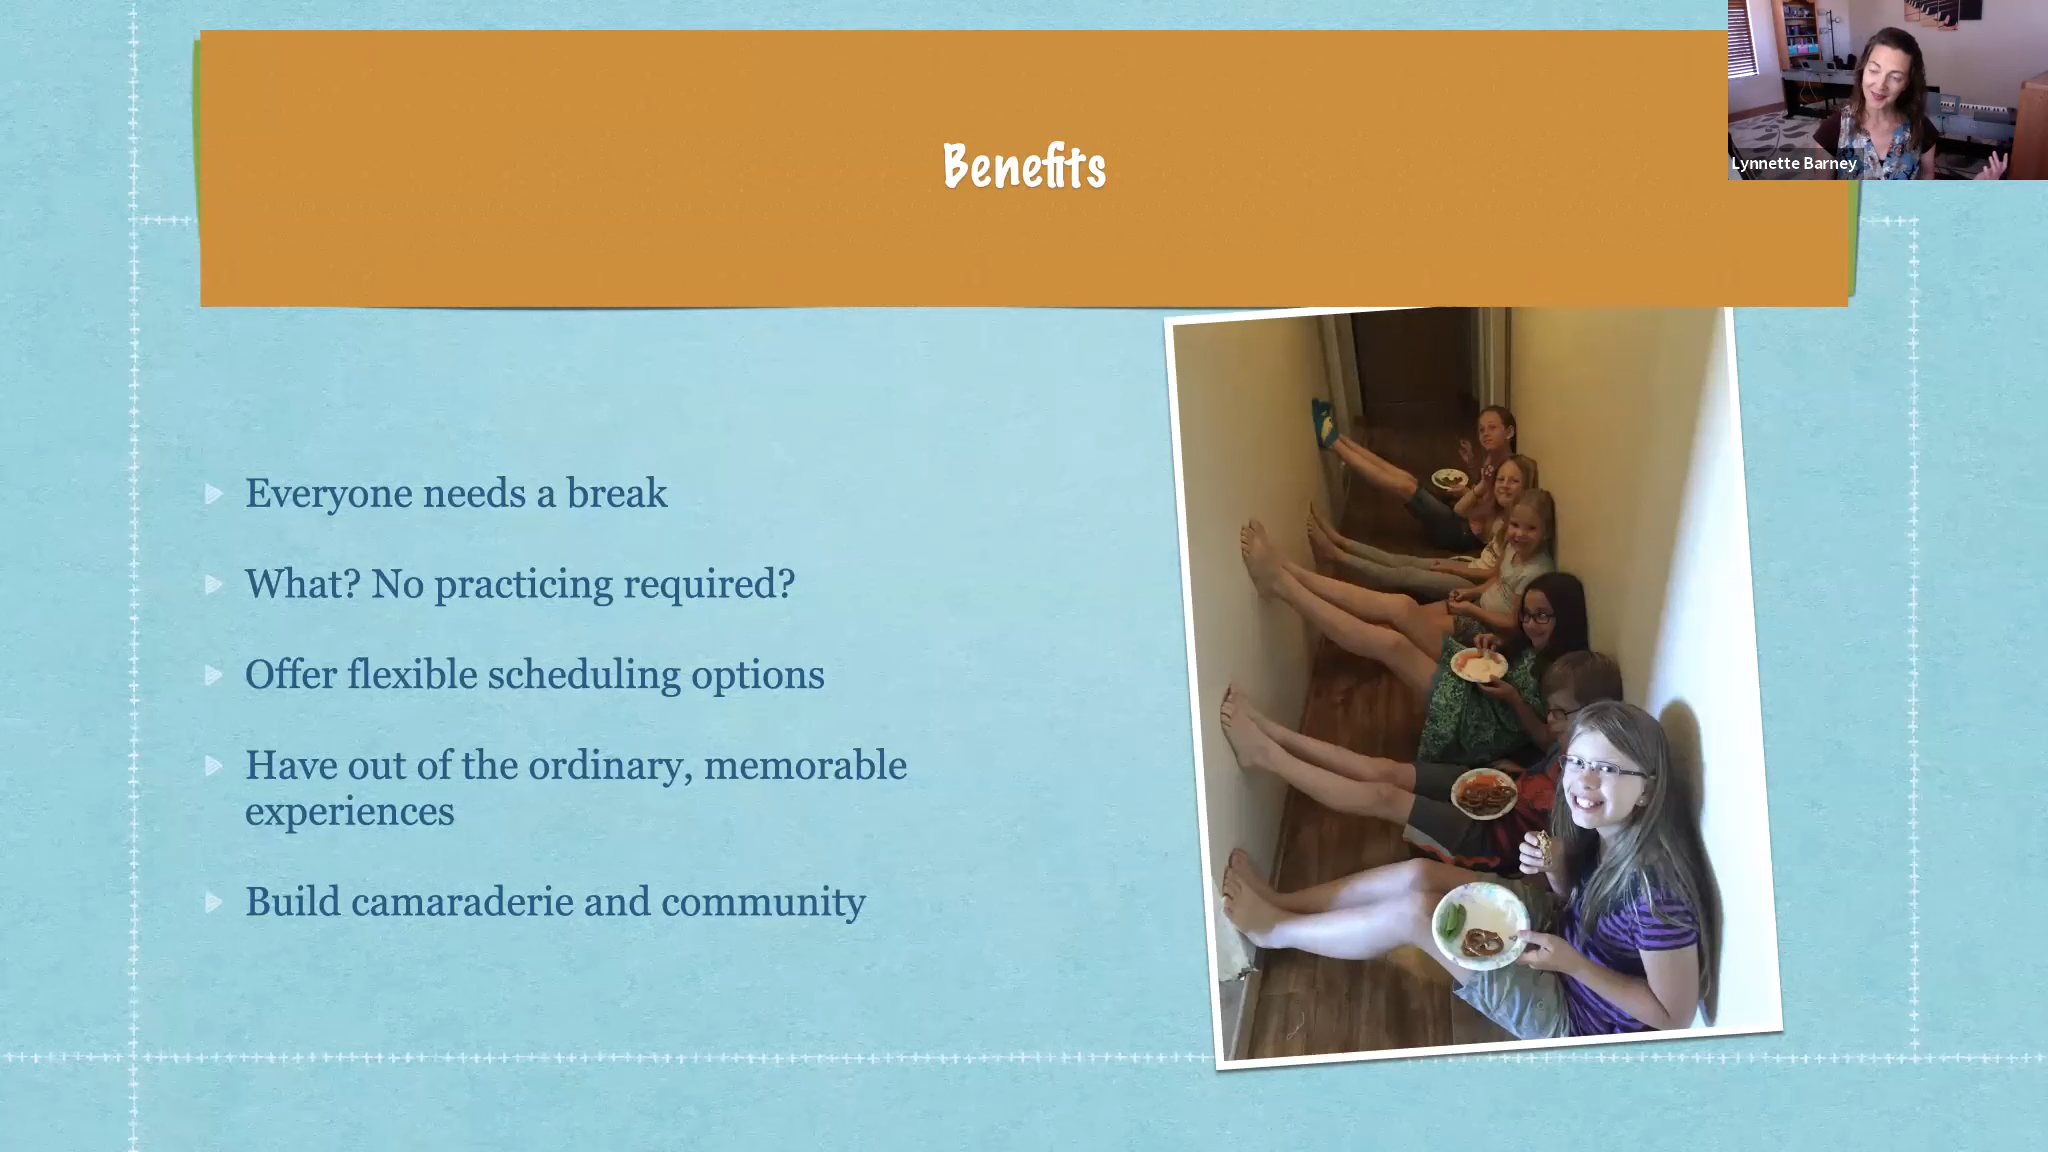 Benefits
Lynnette Barney
Everyone needs a break
What? No practicing required?
Offer flexible scheduling options
Have out of the ordinary, memorable
experiences
Build camaraderie and community